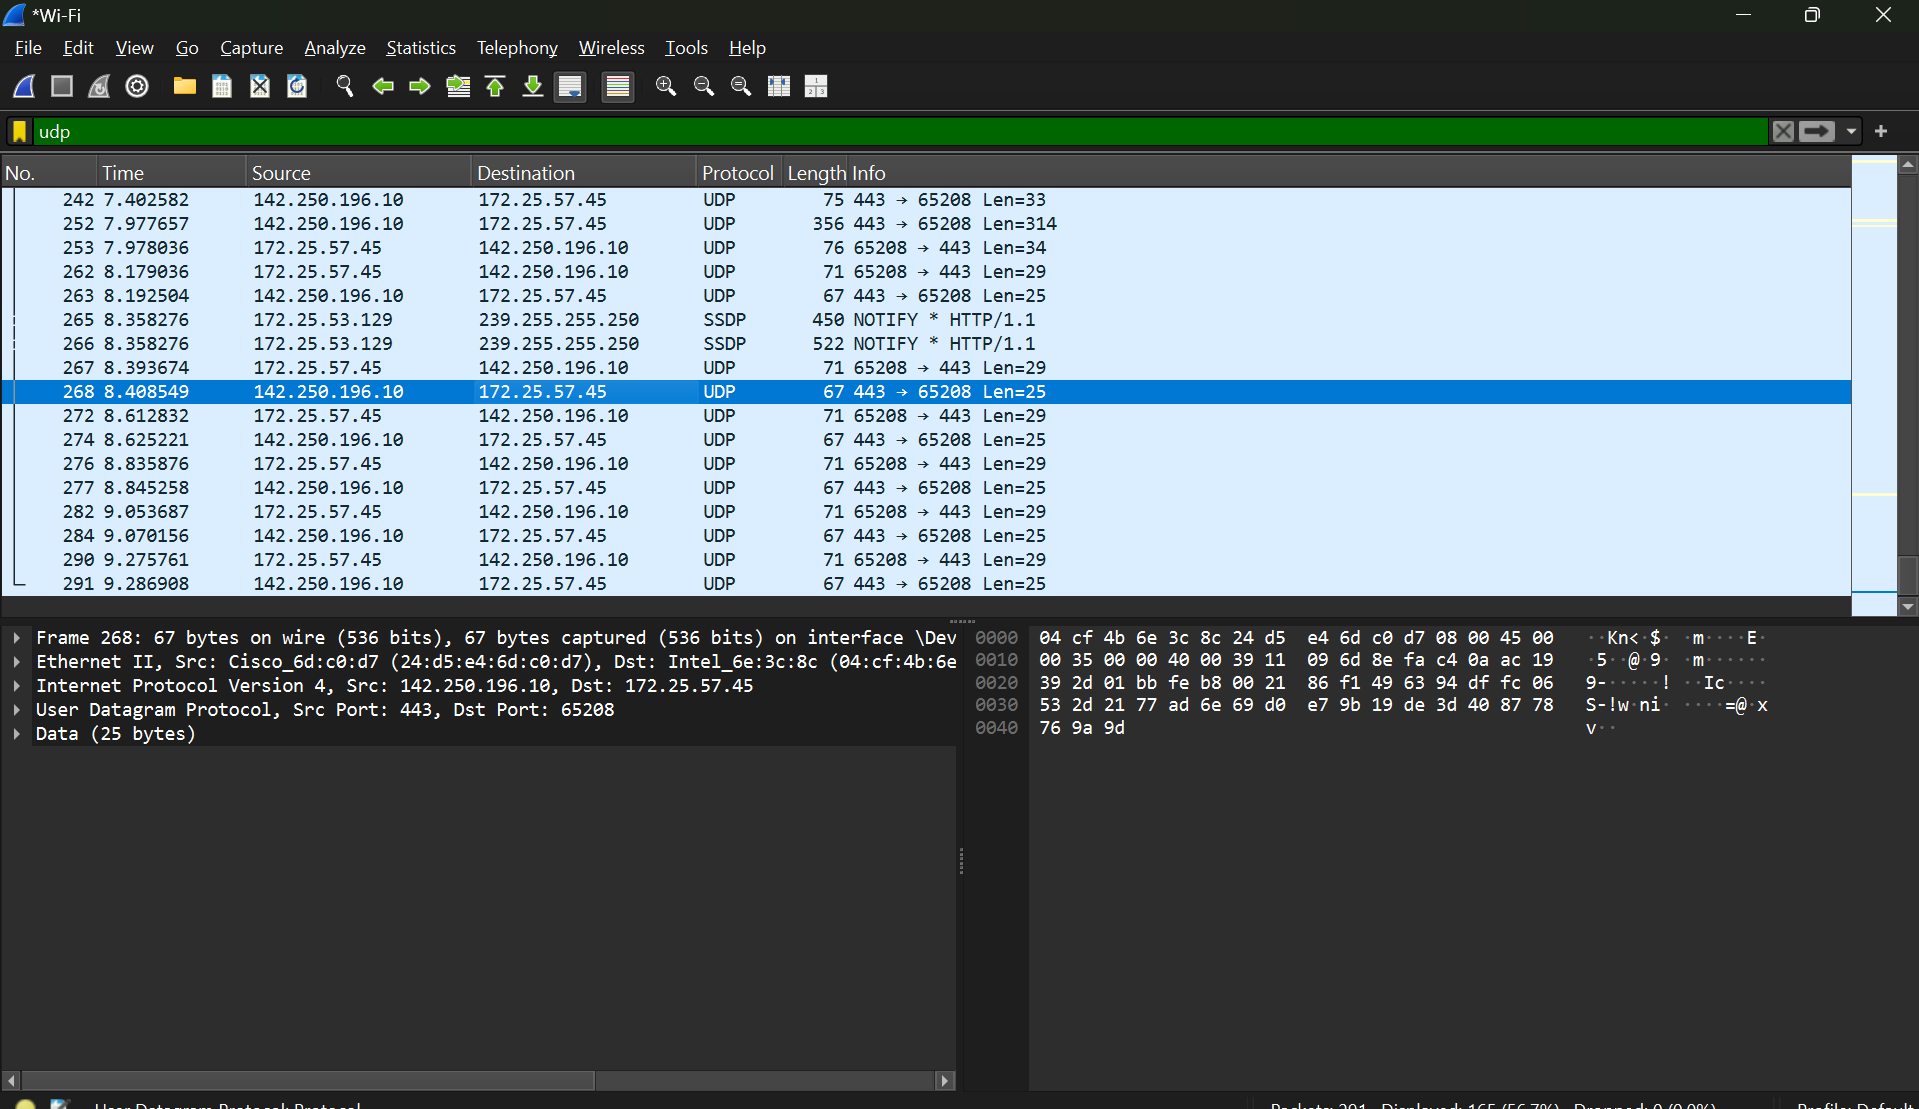 *Wi-Fi
File Edit View Go Capture Analyze Statistics Telephony Wireless Tools Help
udp
No. Time Source Destination Protocol Length Info
242 7.402582 142.250.196.10 172.25.57.45 UDP 75 443 → 65208 Len=33
252 7.977657 142.250.196.10 172.25.57.45 UDP 356 443 → 65208 Len=314
253 7.978036 172.25.57.45 142.250.196.10 UDP 76 65208 → 443 Len=34
262 8.179036 172.25.57.45 142.250.196.10 UDP 71 65208 → 443 Len=29
263 8.192504 142.250.196.10 172.25.57.45 UDP 67 443 → 65208 Len=25
265 8.358276 172.25.53.129 239.255.255.250 SSDP 450 NOTIFY * HTTP/1.1
266 8.358276 172.25.53.129 239.255.255.250 SSDP 522 NOTIFY * HTTP/1.1
267 8.393674 172.25.57.45 142.250.196.10 UDP 71 65208 → 443 Len=29
268 8.408549 142.250.196.10 172.25.57.45 UDP 67 443 → 65208 Len=25
272 8.612832 172.25.57.45 142.250.196.10 UDP 71 65208 → 443 Len=29
274 8.625221 142.250.196.10 172.25.57.45 UDP 67 443 → 65208 Len=25
276 8.835876 172.25.57.45 142.250.196.10 UDP 71 65208 → 443 Len=29
277 8.845258 142.250.196.10 172.25.57.45 UDP 67 443 → 65208 Len=25
282 9.053687 172.25.57.45 142.250.196.10 UDP 71 65208 → 443 Len=29
284 9.070156 142.250.196.10 172.25.57.45 UDP 67 443 → 65208 Len=25
290 9.275761 172.25.57.45 142.250.196.10 UDP 71 65208 → 443 Len=29
291 9.286908 142.250.196.10 172.25.57.45 UDP 67 443 → 65208 Len=25
Frame 268: 67 bytes on wire (536 bits), 67 bytes captured (536 bits) on interface \Dev
Ethernet II, Src: Cisco_6d:c0:d7 (24:d5:e4:6d:c0:d7), Dst: Intel_6e:3c:8c (04:cf:4b:6e
Internet Protocol Version 4, Src: 142.250.196.10, Dst: 172.25.57.45
User Datagram Protocol, Src Port: 443, Dst Port: 65208
Data (25 bytes)
0000 04 cf 4b 6e 3c 8c 24 d5 e4 6d c0 d7 08 00 45 00 ··Kn<·$· ·m····E·
0010 00 35 00 00 40 00 39 11 09 6d 8e fa c4 0a ac 19 ·5··@·9· ·m······
0020 39 2d 01 bb fe b8 00 21 86 f1 49 63 94 df fc 06 9-·····! ··Ic····
0030 53 2d 21 77 ad 6e 69 d0 e7 9b 19 de 3d 40 87 78 S-!w·ni· ····=@·x
0040 76 9a 9d v··
User Datagram Protocol: Protocol
Packets: 291 · Displayed: 165 (56.7%) · Dropped: 0 (0.0%)
Profile: Default